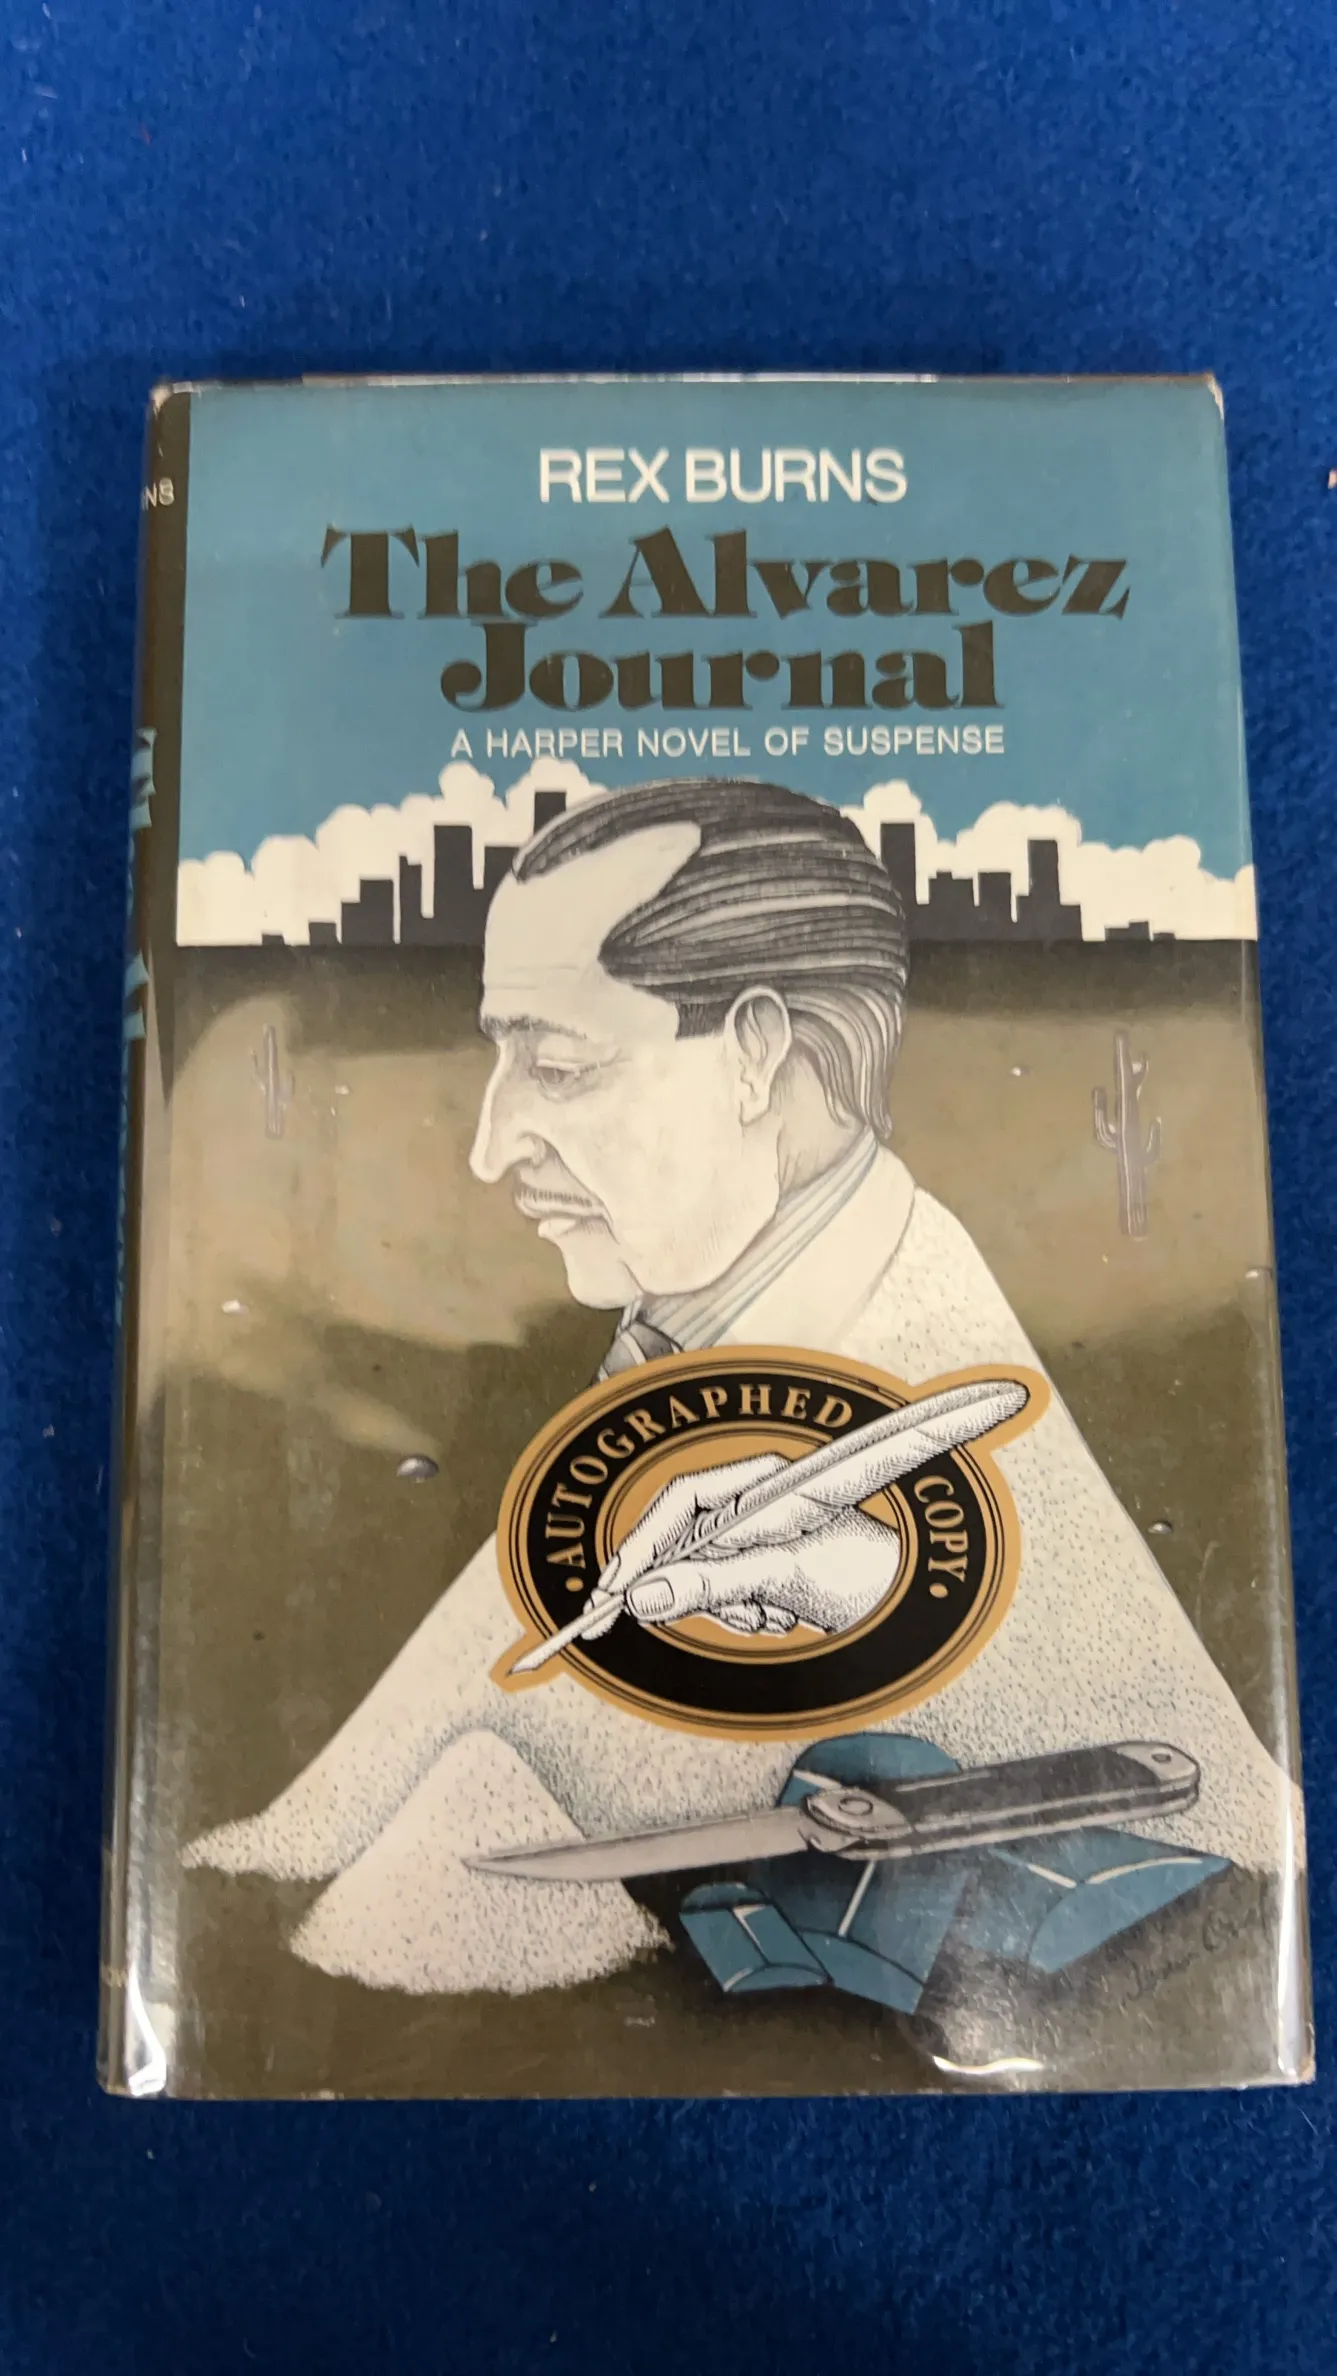 REX BURNS
The Alvarez
Journal
A HARPER NOVEL OF SUSPENSE
• AUTOGRAPHED COPY •